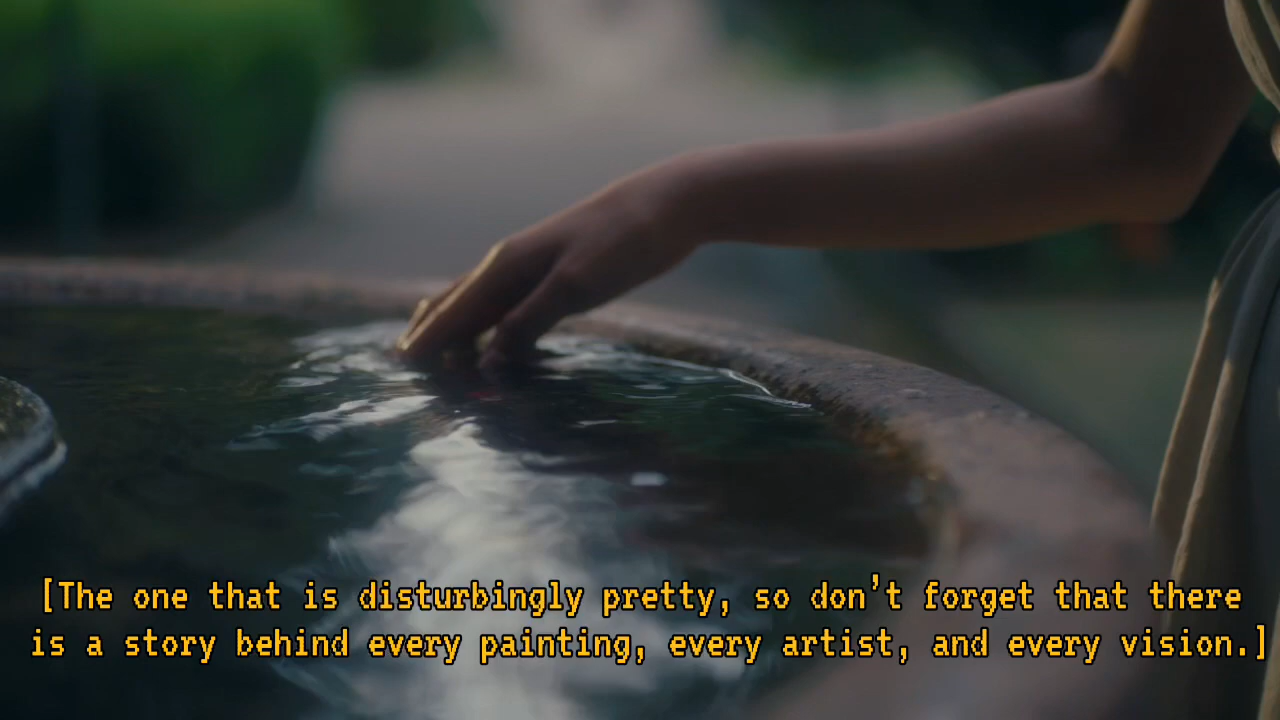 [The one that is disturbingly pretty, so don't forget that there
is a story behind every painting, every artist, and every vision.]